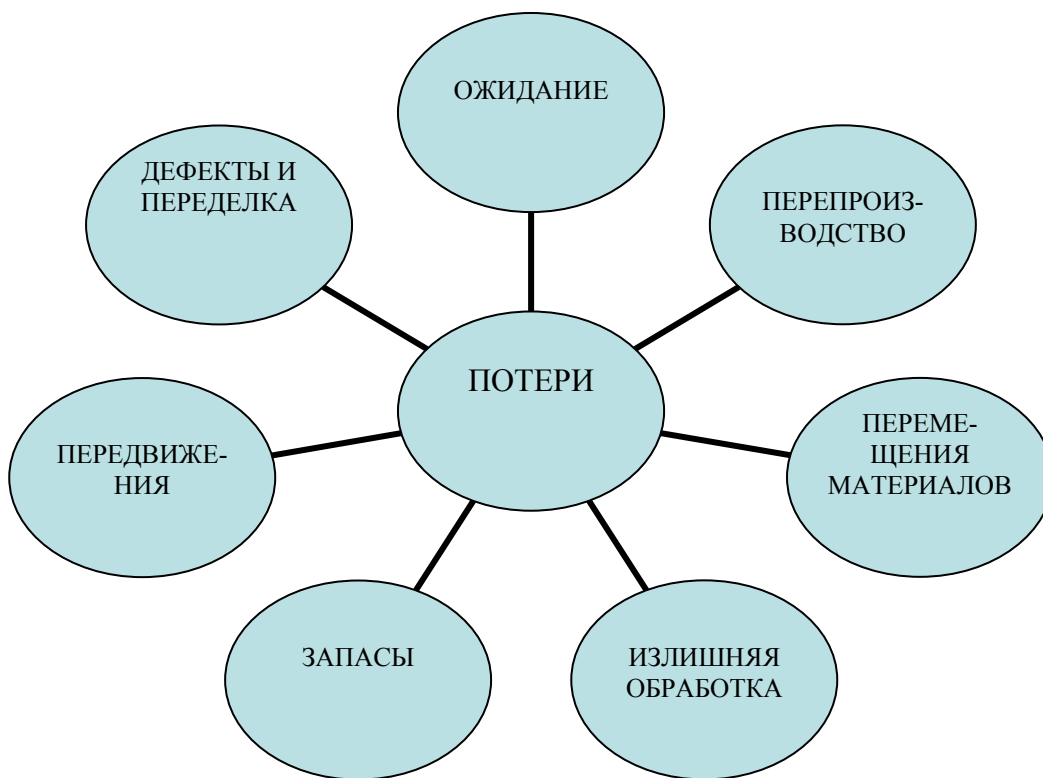 ОЖИДАНИЕ
ДЕФЕКТЫ И
ПЕРЕДЕЛКА
ПЕРЕПРОИЗ-
ВОДСТВО
ПОТЕРИ
ПЕРЕДВИЖЕ-
НИЯ
ПЕРЕМЕ-
ЩЕНИЯ
МАТЕРИАЛОВ
ЗАПАСЫ
ИЗЛИШНЯЯ
ОБРАБОТКА